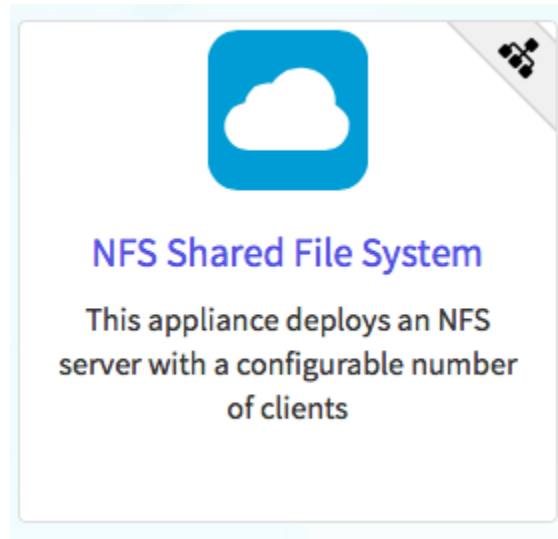 NFS Shared File System
This appliance deploys an NFS
server with a configurable number
of clients